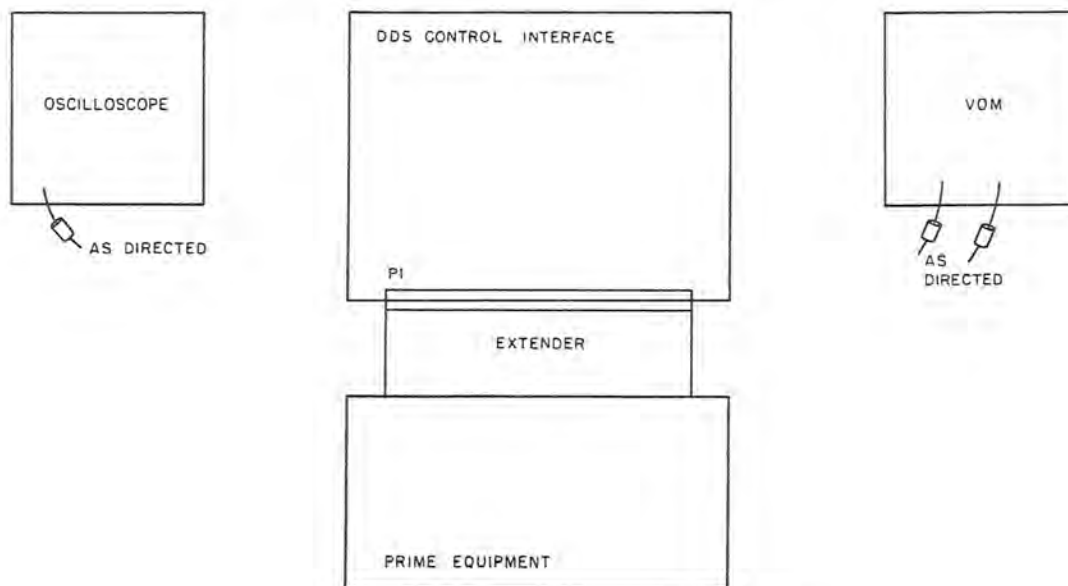 DDS CONTROL INTERFACE
OSCILLOSCOPE
VOM
AS DIRECTED
AS
DIRECTED
P1
EXTENDER
PRIME EQUIPMENT